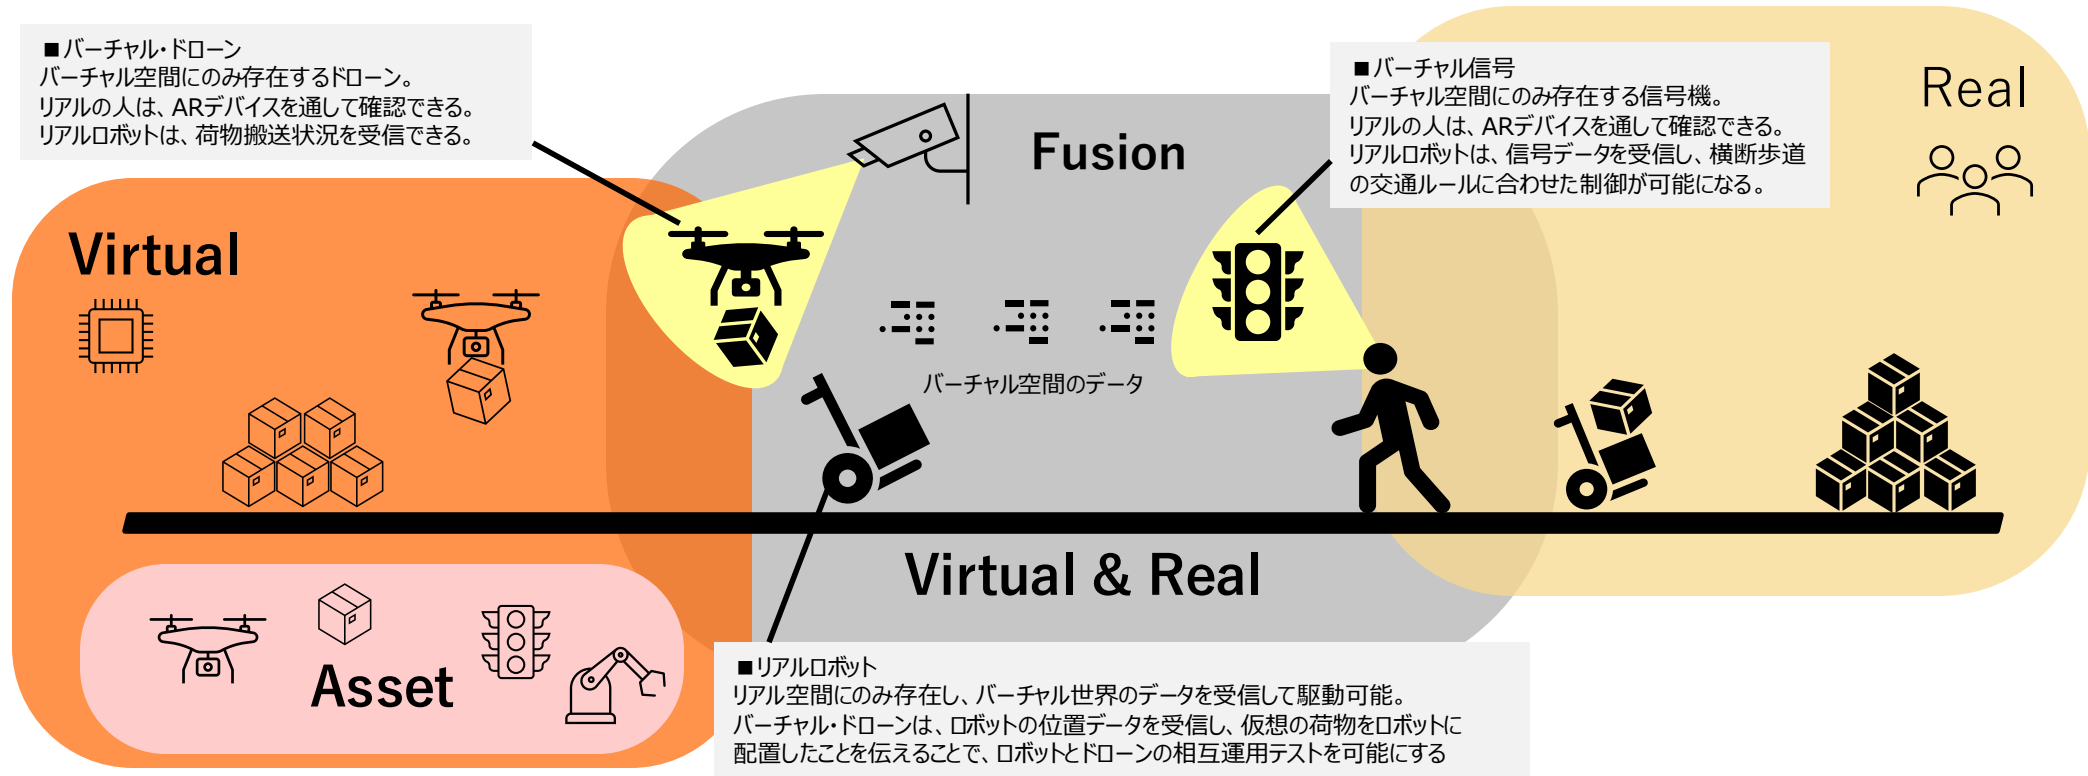 ■バーチャル・ドローン
バーチャル空間にのみ存在するドローン。
リアルの人は、ARデバイスを通して確認できる。
リアルロボットは、荷物搬送状況を受信できる。
■バーチャル信号
バーチャル空間にのみ存在する信号機。
リアルの人は、ARデバイスを通して確認できる。
リアルロボットは、信号データを受信し、横断歩道
の交通ルールに合わせた制御が可能になる。
Real
Fusion
Virtual
バーチャル空間のデータ
Virtual & Real
Asset
■リアルロボット
リアル空間にのみ存在し、バーチャル世界のデータを受信して駆動可能。
バーチャル・ドローンは、ロボットの位置データを受信し、仮想の荷物をロボットに
配置したことを伝えることで、ロボットとドローンの相互運用テストを可能にする